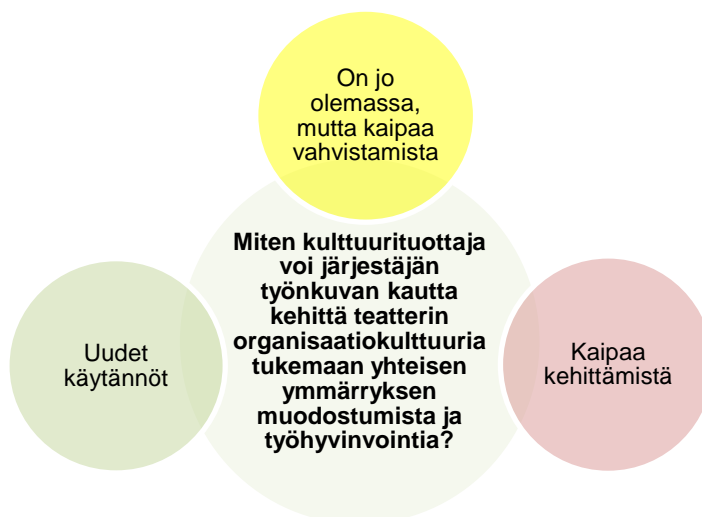 On jo
olemassa,
mutta kaipaa
vahvistamista
Miten kulttuurituottaja
voi järjestäjän
työnkuvan kautta
kehittä teatterin
organisaatiokulttuuria
tukemaan yhteisen
ymmärryksen
muodostumista ja
työhyvinvointia?
Uudet
käytännöt
Kaipaa
kehittämistä